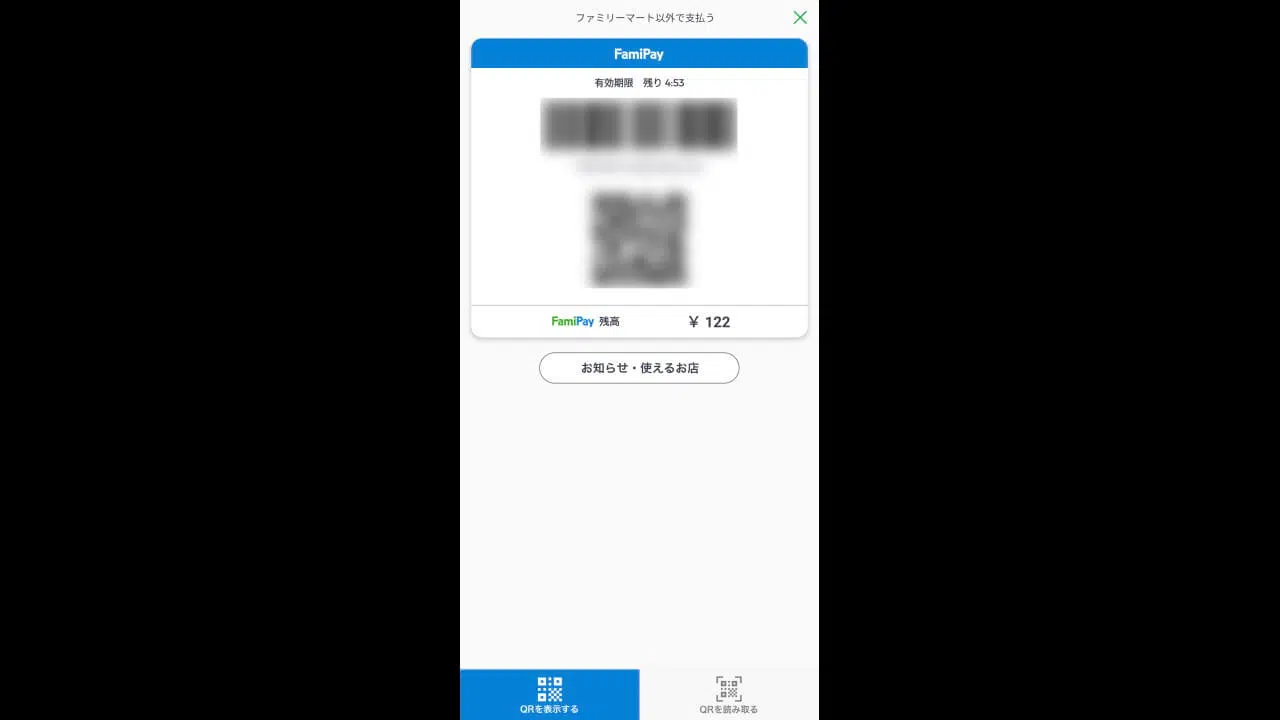 ファミリーマート以外で支払う
FamiPay
有効期限 残り 4:53
FamiPay 残高 ¥ 122
お知らせ・使えるお店
QRを表示する
QRを読み取る